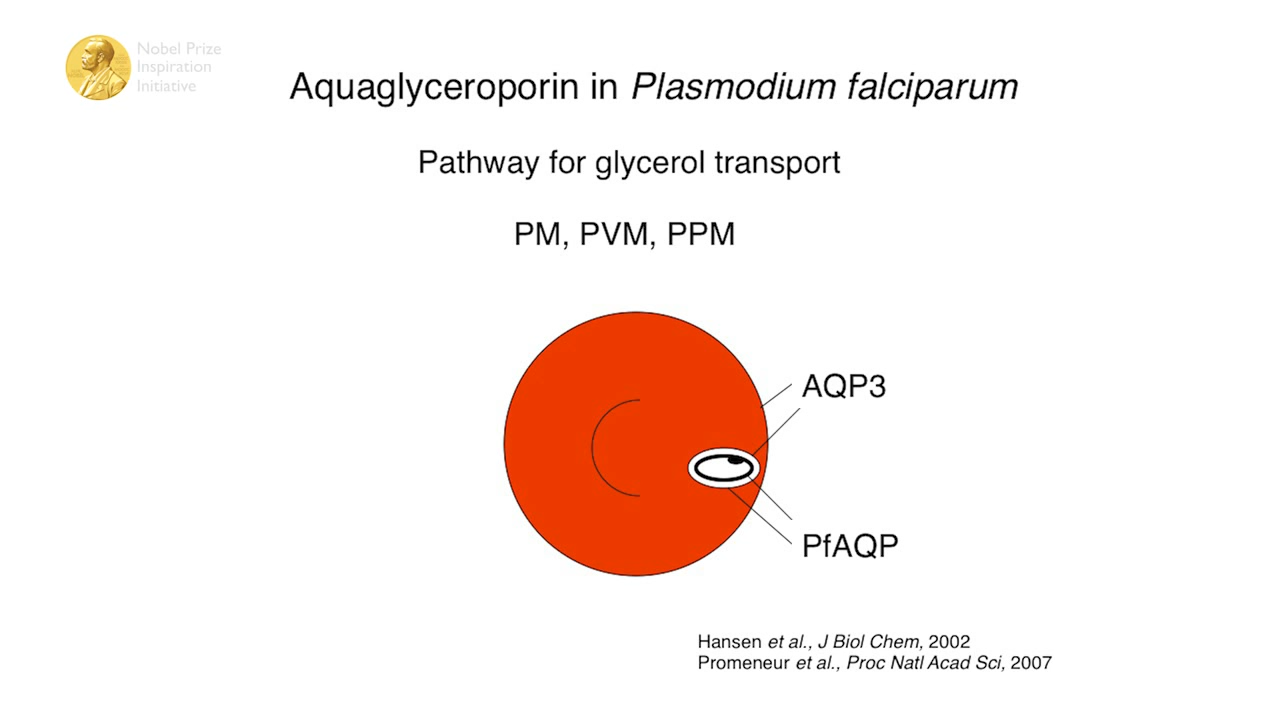 Nobel Prize
Inspiration
Initiative
Aquaglyceroporin in Plasmodium falciparum
Pathway for glycerol transport
PM, PVM, PPM
AQP3
PfAQP
Hansen et al., J Biol Chem, 2002
Promeneur et al., Proc Natl Acad Sci, 2007